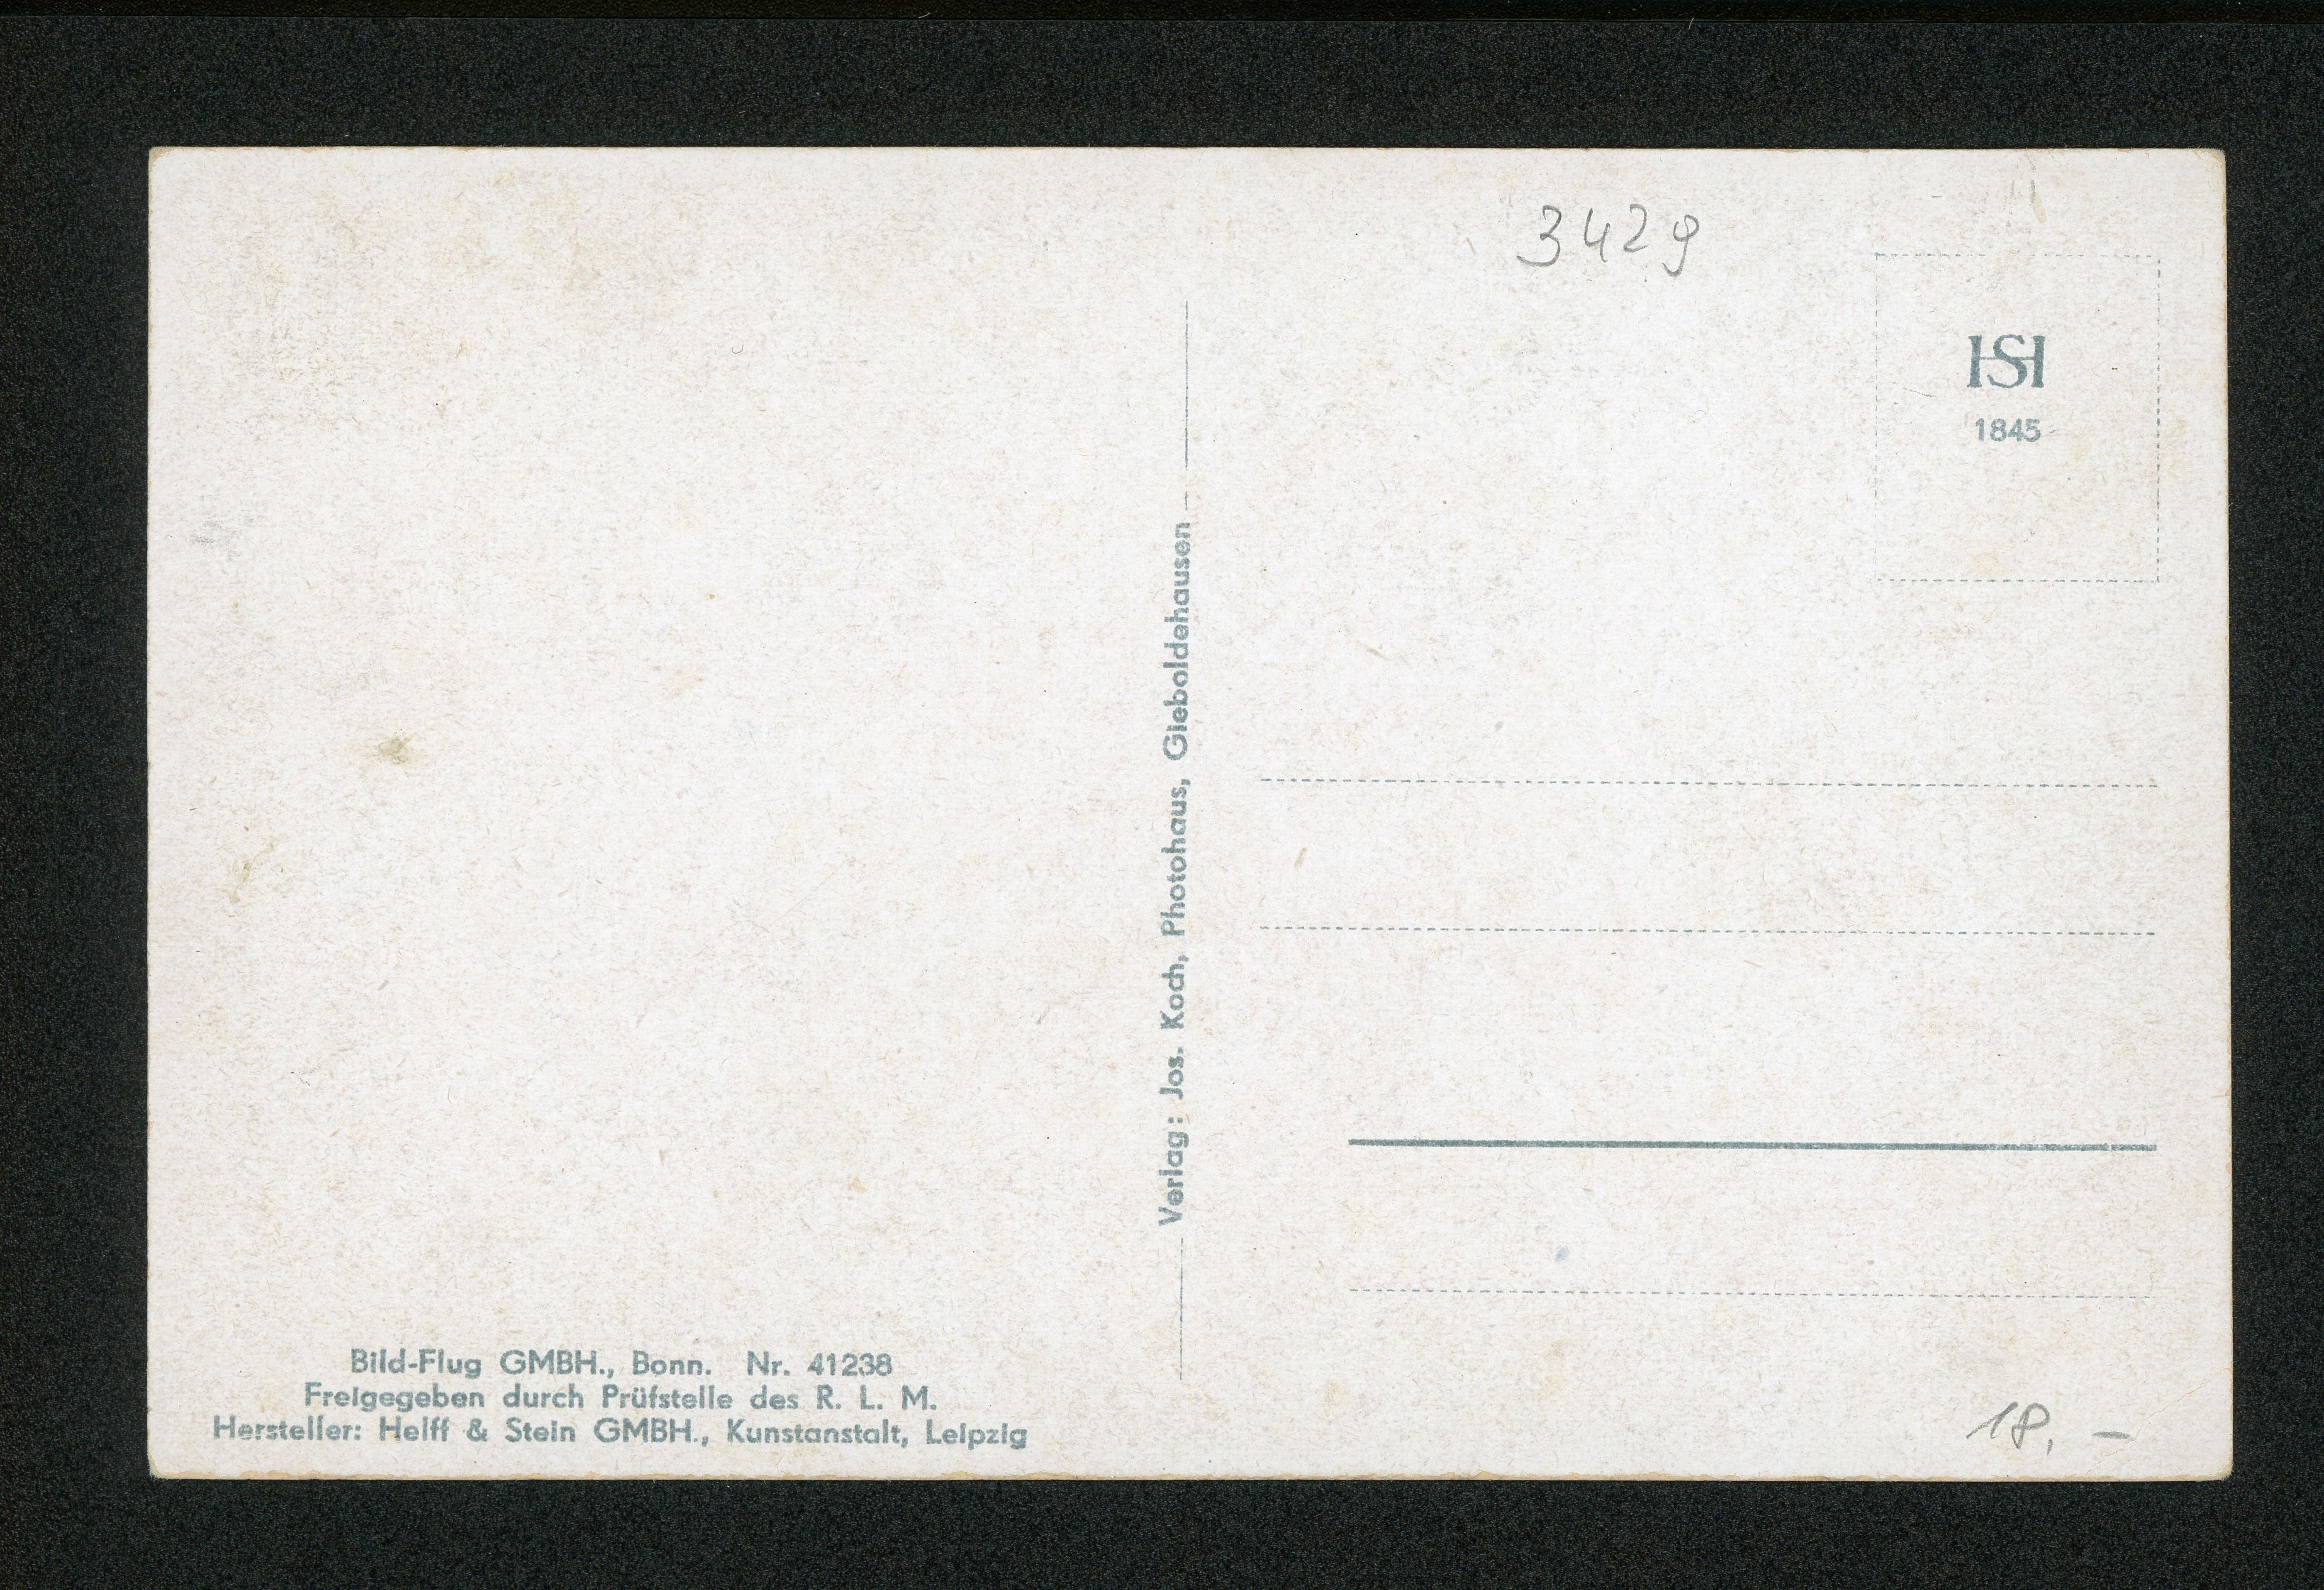 3429
HSH
1845
Verlag: Jos. Koch, Photohaus, Gieboldehausen
Bild-Flug GMBH., Bonn. Nr. 41238
Freigegeben durch Prüfstelle des R. L. M.
Hersteller: Helff & Stein GMBH., Kunstanstalt, Leipzig
18. –